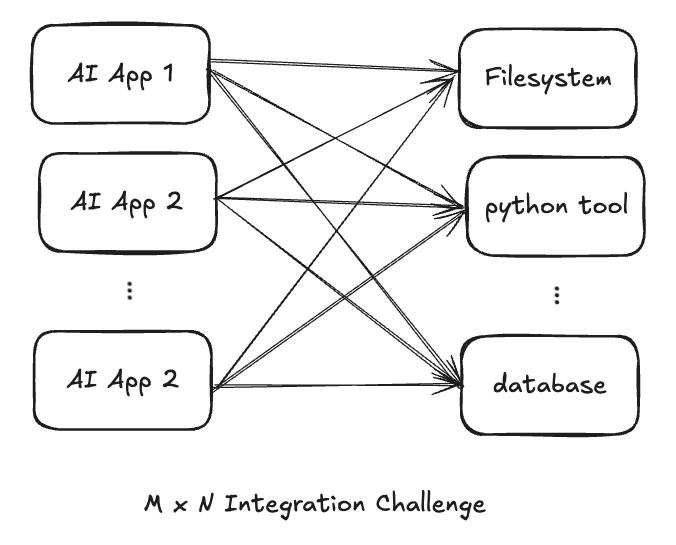 AI App 1
Filesystem
AI App 2
python tool
AI App 2
database
M x N Integration Challenge